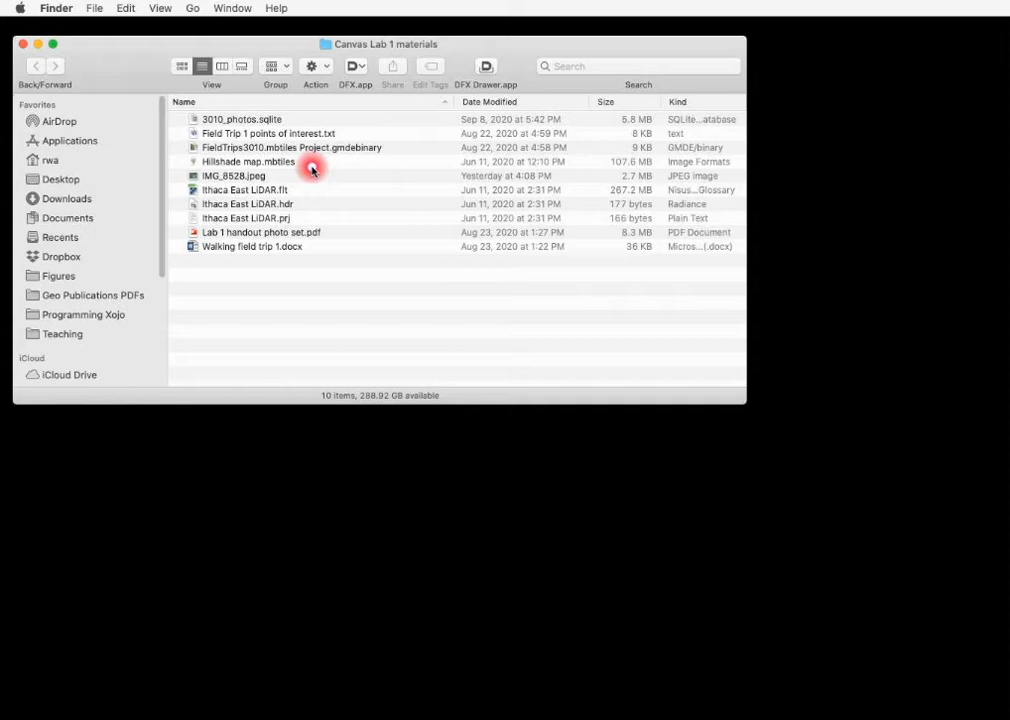 Finder File Edit View Go Window Help
Canvas Lab 1 materials
Search
Back/Forward View Group Action DFX.app Share Edit Tags DFX Drawer.app Search
Favorites
AirDrop
Applications
rwa
Desktop
Downloads
Documents
Recents
Dropbox
Figures
Geo Publications PDFs
Programming Xojo
Teaching
iCloud
iCloud Drive
Name Date Modified Size Kind
3010_photos.sqlite Sep 8, 2020 at 5:42 PM 5.8 MB SQLite...atabase
Field Trip 1 points of interest.txt Aug 22, 2020 at 4:59 PM 8 KB text
FieldTrips3010.mbtiles Project.gmdebinary Aug 22, 2020 at 4:58 PM 9 KB GMDE/binary
Hillshade map.mbtiles Jun 11, 2020 at 12:10 PM 107.6 MB Image Formats
IMG_8528.jpeg Yesterday at 4:08 PM 2.7 MB JPEG image
Ithaca East LiDAR.flt Jun 11, 2020 at 2:31 PM 267.2 MB Nisus...Glossary
Ithaca East LiDAR.hdr Jun 11, 2020 at 2:31 PM 177 bytes Radiance
Ithaca East LiDAR.prj Jun 11, 2020 at 2:31 PM 166 bytes Plain Text
Lab 1 handout photo set.pdf Aug 23, 2020 at 1:27 PM 8.3 MB PDF Document
Walking field trip 1.docx Aug 23, 2020 at 1:22 PM 36 KB Micros...(.docx)
10 items, 288.92 GB available